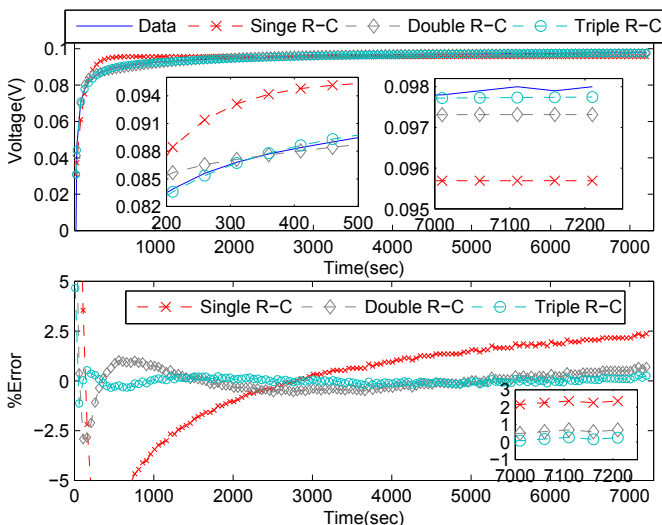 Data Singe R−C Double R−C Triple R−C
0.1
0.08
0.06
0.04
0.02
0
Voltage(V)
0.094
0.091
0.088
0.085
0.082
200 300 400 500
0.098
0.097
0.096
0.095
7000 7100 7200
1000 2000 3000 4000 5000 6000 7000
Time(sec)
Single R−C Double R−C Triple R−C
5
2.5
0
−2.5
−5
%Error
3
2
1
0
−1
7000 7100 7200
0 1000 2000 3000 4000 5000 6000 7000
Time(sec)